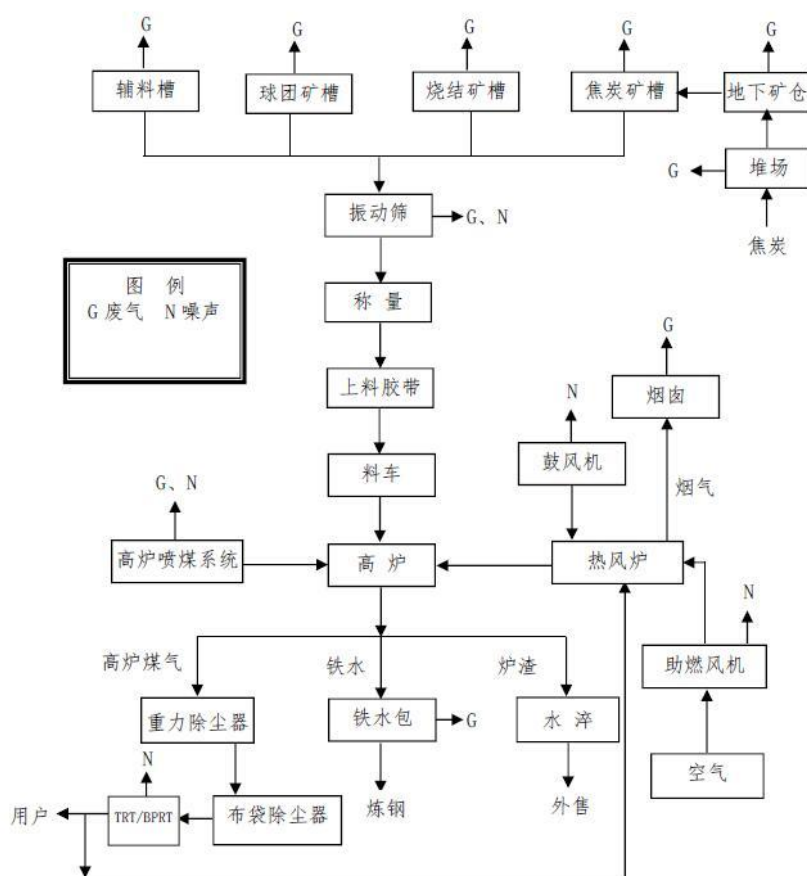 G
G
G
G
G
辅料槽
球团矿槽
烧结矿槽
焦炭矿槽
地下矿仓
G
堆场
振动筛
G、N
焦炭
图 例
G 废气 N 噪声
称 量
G
上料胶带
烟囱
N
料车
鼓风机
烟气
G、N
高炉喷煤系统
高 炉
热风炉
N
高炉煤气
铁水
炉渣
助燃风机
重力除尘器
铁水包
G
水 淬
N
空气
用户
TRT/BPRT
布袋除尘器
炼钢
外售